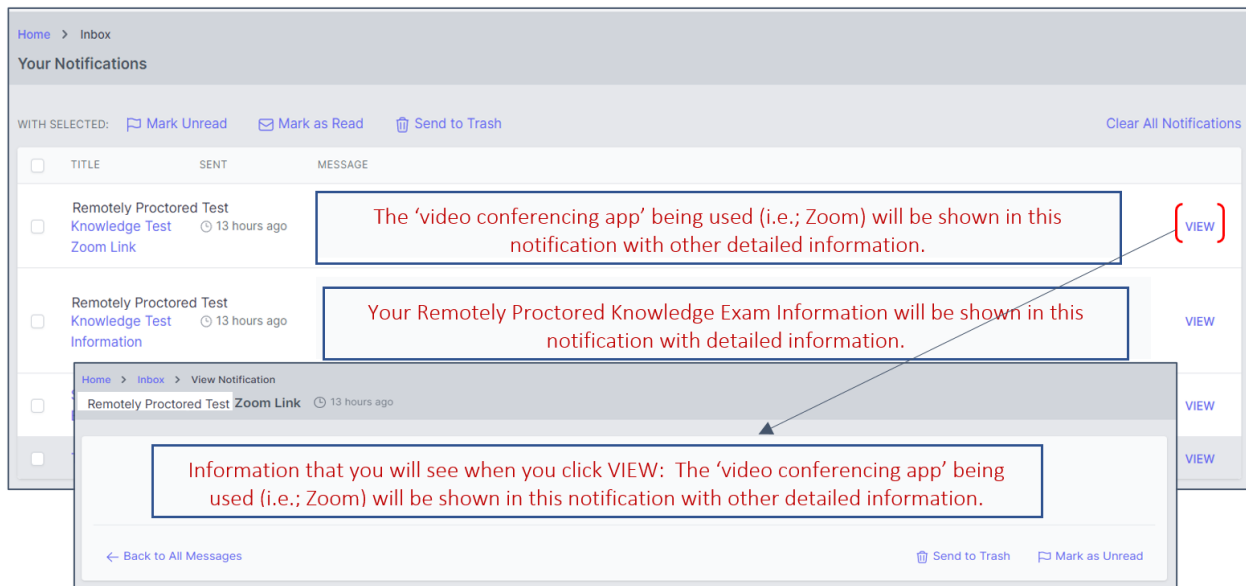 Home > Inbox
Your Notifications
WITH SELECTED: Mark Unread Mark as Read Send to Trash Clear All Notifications
TITLE SENT MESSAGE
Remotely Proctored Test
Knowledge Test 13 hours ago
Zoom Link
The ‘video conferencing app’ being used (i.e.; Zoom) will be shown in this
notification with other detailed information.
VIEW
Remotely Proctored Test
Knowledge Test 13 hours ago
Information
Your Remotely Proctored Knowledge Exam Information will be shown in this
notification with detailed information.
VIEW
VIEW
VIEW
Home > Inbox > View Notification
Remotely Proctored Test Zoom Link 13 hours ago
Information that you will see when you click VIEW: The ‘video conferencing app’ being
used (i.e.; Zoom) will be shown in this notification with other detailed information.
← Back to All Messages Send to Trash Mark as Unread